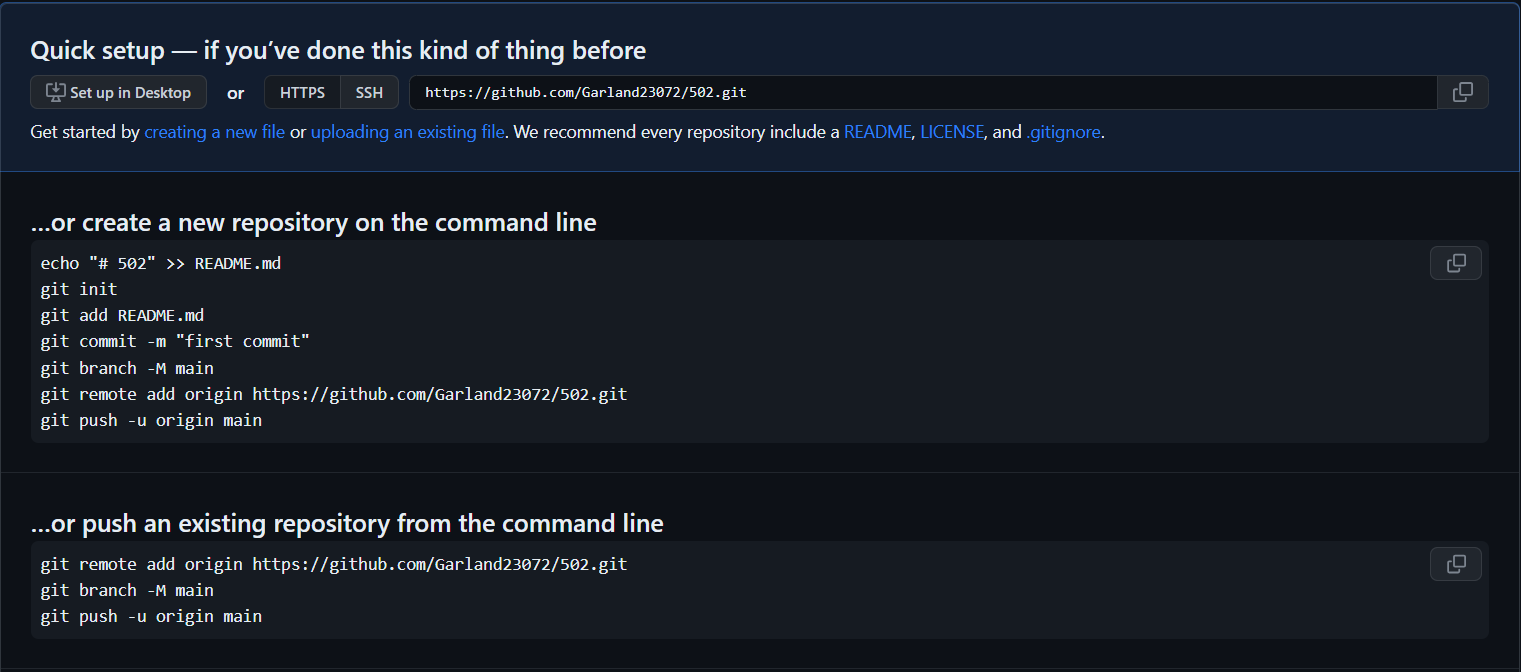 Quick setup — if you’ve done this kind of thing before
Set up in Desktop or HTTPS SSH https://github.com/Garland23072/502.git
Get started by creating a new file or uploading an existing file. We recommend every repository include a README, LICENSE, and .gitignore.
…or create a new repository on the command line
echo "# 502" >> README.md
git init
git add README.md
git commit -m "first commit"
git branch -M main
git remote add origin https://github.com/Garland23072/502.git
git push -u origin main
…or push an existing repository from the command line
git remote add origin https://github.com/Garland23072/502.git
git branch -M main
git push -u origin main